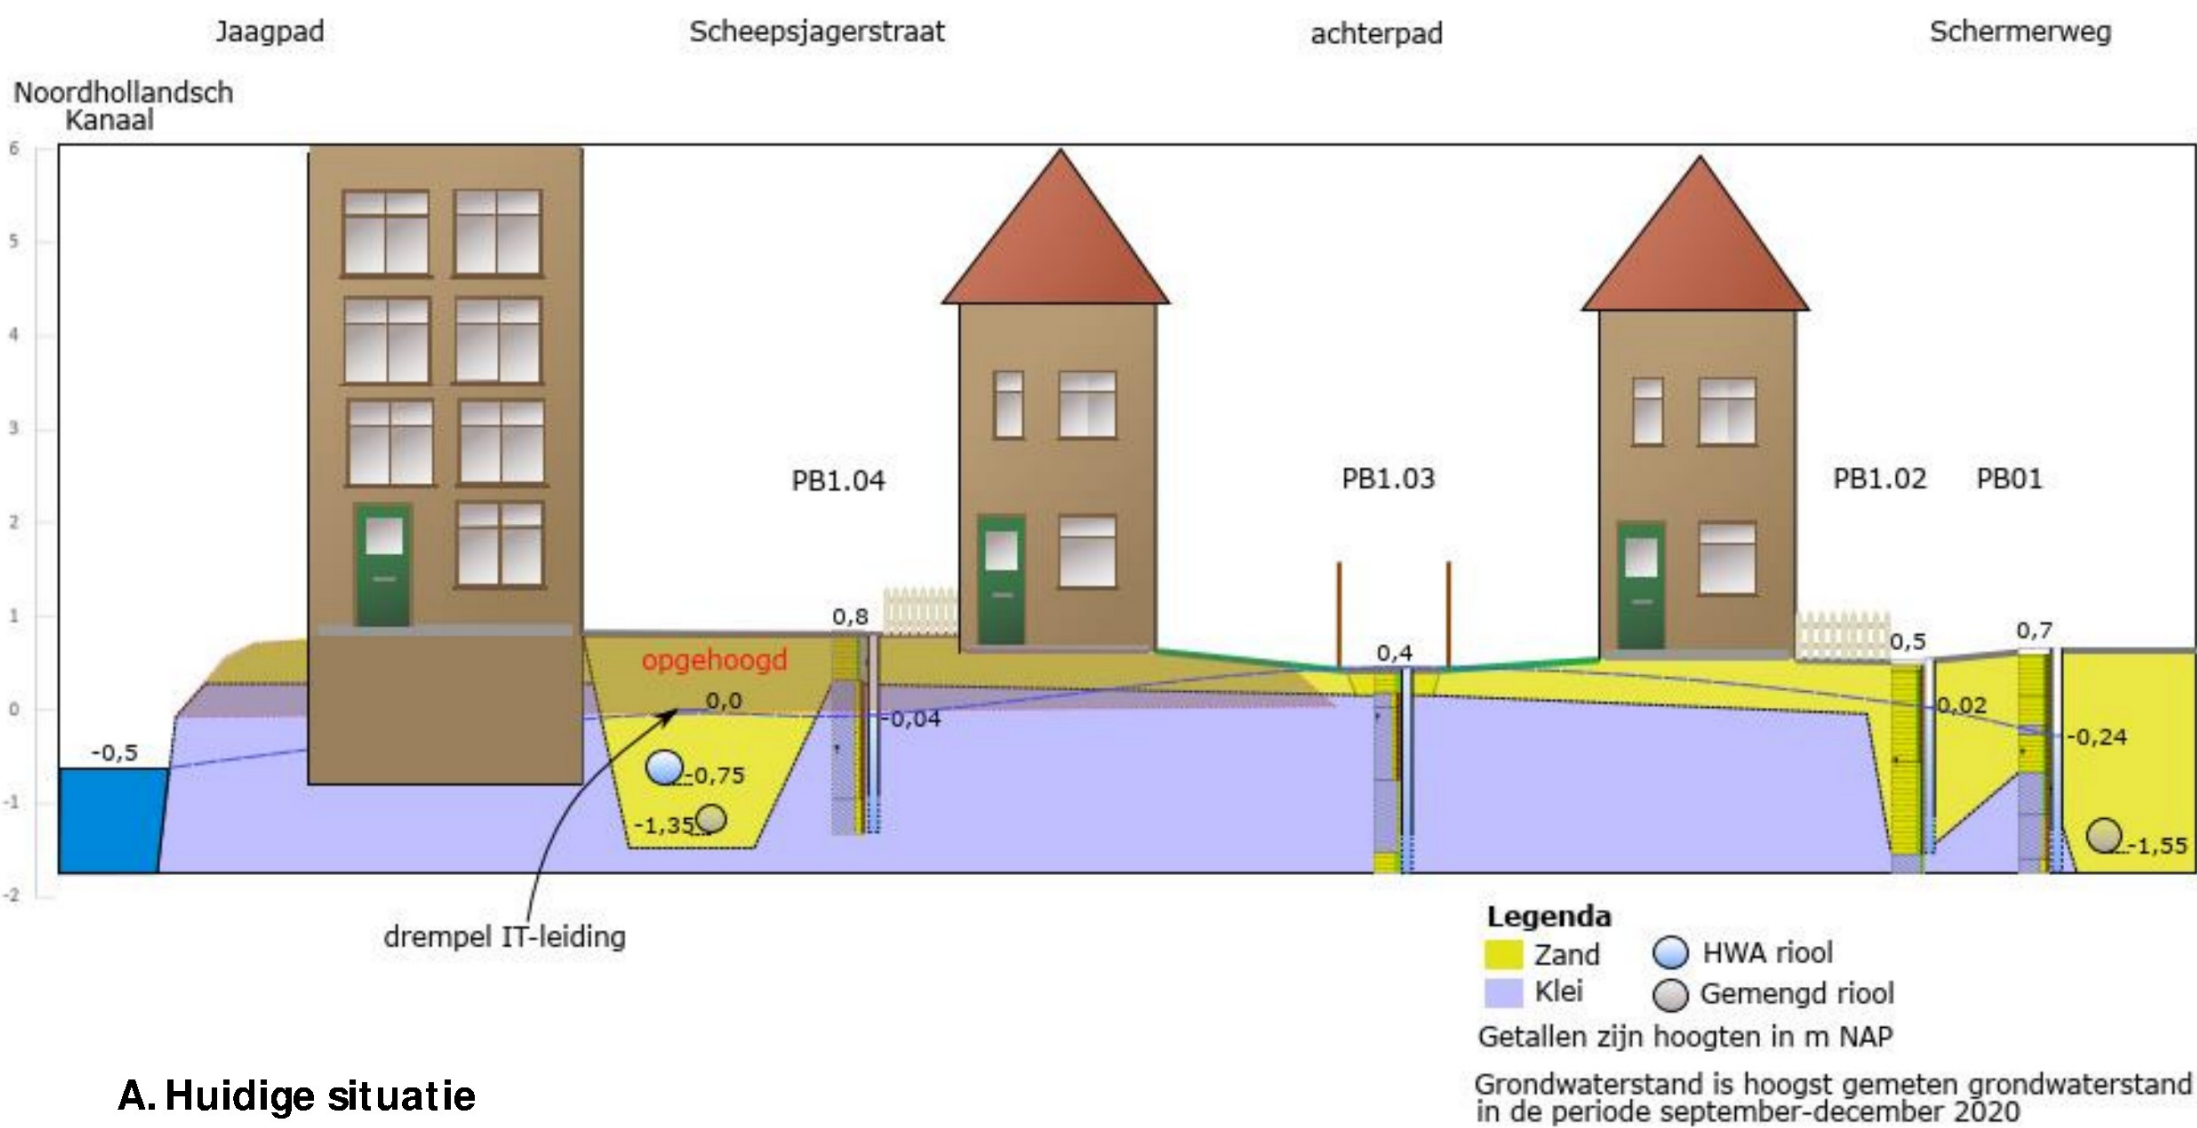 Jaagpad
Scheepsjagerstraat
achterpad
Schermerweg
Noordhollandsch
Kanaal
6
5
4
3
2
1
0
-1
-2
PB1.04
PB1.03
PB1.02
PB01
0,8
0,4
0,5
0,7
opgehoogd
0,0
-0,04
0,02
-0,24
-0,5
-0,75
-1,35
-1,55
drempel IT-leiding
Legenda
Zand
HWA riool
Klei
Gemengd riool
Getallen zijn hoogten in m NAP
Grondwaterstand is hoogst gemeten grondwaterstand
in de periode september-december 2020
A. Huidige situatie